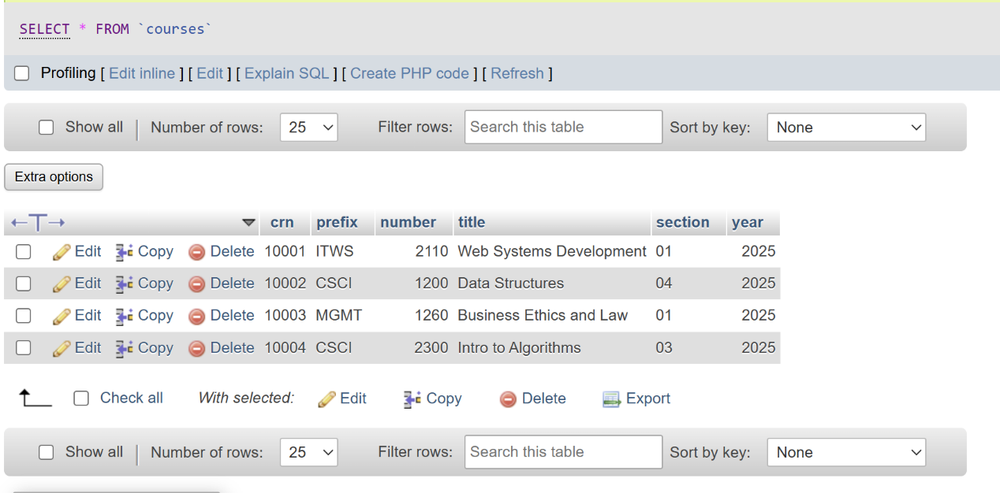 SELECT * FROM `courses`
Profiling [ Edit inline ] [ Edit ] [ Explain SQL ] [ Create PHP code ] [ Refresh ]
Show all | Number of rows: 25 Filter rows: Search this table Sort by key: None
Extra options
←T→ crn prefix number title section year
Edit Copy Delete 10001 ITWS 2110 Web Systems Development 01 2025
Edit Copy Delete 10002 CSCI 1200 Data Structures 04 2025
Edit Copy Delete 10003 MGMT 1260 Business Ethics and Law 01 2025
Edit Copy Delete 10004 CSCI 2300 Intro to Algorithms 03 2025
Check all With selected: Edit Copy Delete Export
Show all | Number of rows: 25 Filter rows: Search this table Sort by key: None